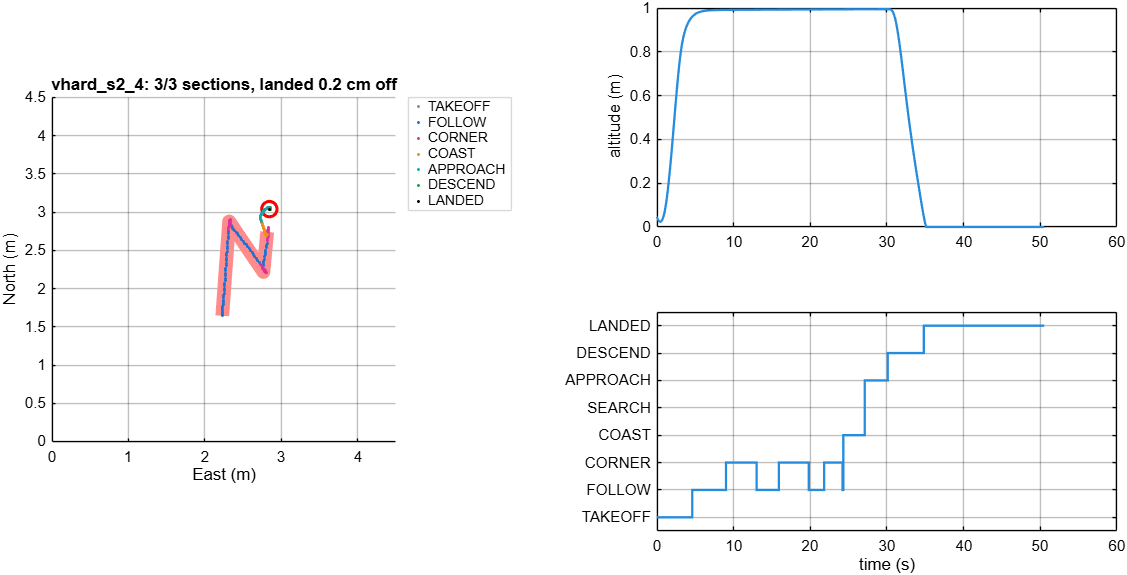 vhard_s2_4: 3/3 sections, landed 0.2 cm off
4.5
4
3.5
3
2.5
2
1.5
1
0.5
0
0 1 2 3 4
East (m)
North (m)
TAKEOFF
FOLLOW
CORNER
COAST
APPROACH
DESCEND
LANDED
1
0.8
0.6
0.4
0.2
0
0 10 20 30 40 50 60
altitude (m)
LANDED
DESCEND
APPROACH
SEARCH
COAST
CORNER
FOLLOW
TAKEOFF
0 10 20 30 40 50 60
time (s)